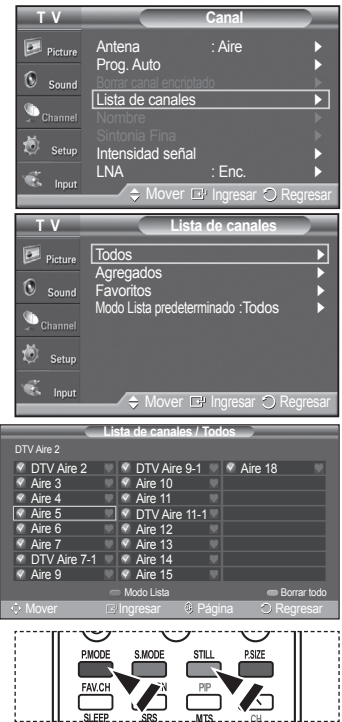 T V Canal
Picture
Sound
Channel
Setup
Input
Antena : Aire
Prog. Auto
Borrar canal encriptado
Lista de canales
Nombre
Sintonia Fina
Intensidad señal
LNA : Enc.
Mover Ingresar Regresar
T V Lista de canales
Picture
Sound
Channel
Setup
Input
Todos
Agregados
Favoritos
Modo Lista predeterminado :Todos
Mover Ingresar Regresar
Lista de canales / Todos
DTV Aire 2
DTV Aire 2 DTV Aire 9-1 Aire 18
Aire 3 Aire 10
Aire 4 Aire 11
Aire 5 DTV Aire 11-1
Aire 6 Aire 12
Aire 7 Aire 13
DTV Aire 7-1 Aire 14
Aire 9 Aire 15
Modo Lista Borrar todo
Mover Ingresar Página Regresar
P.MODE S.MODE STILL P.SIZE
FAV.CH PIP
SLEEP SRS MTS CH